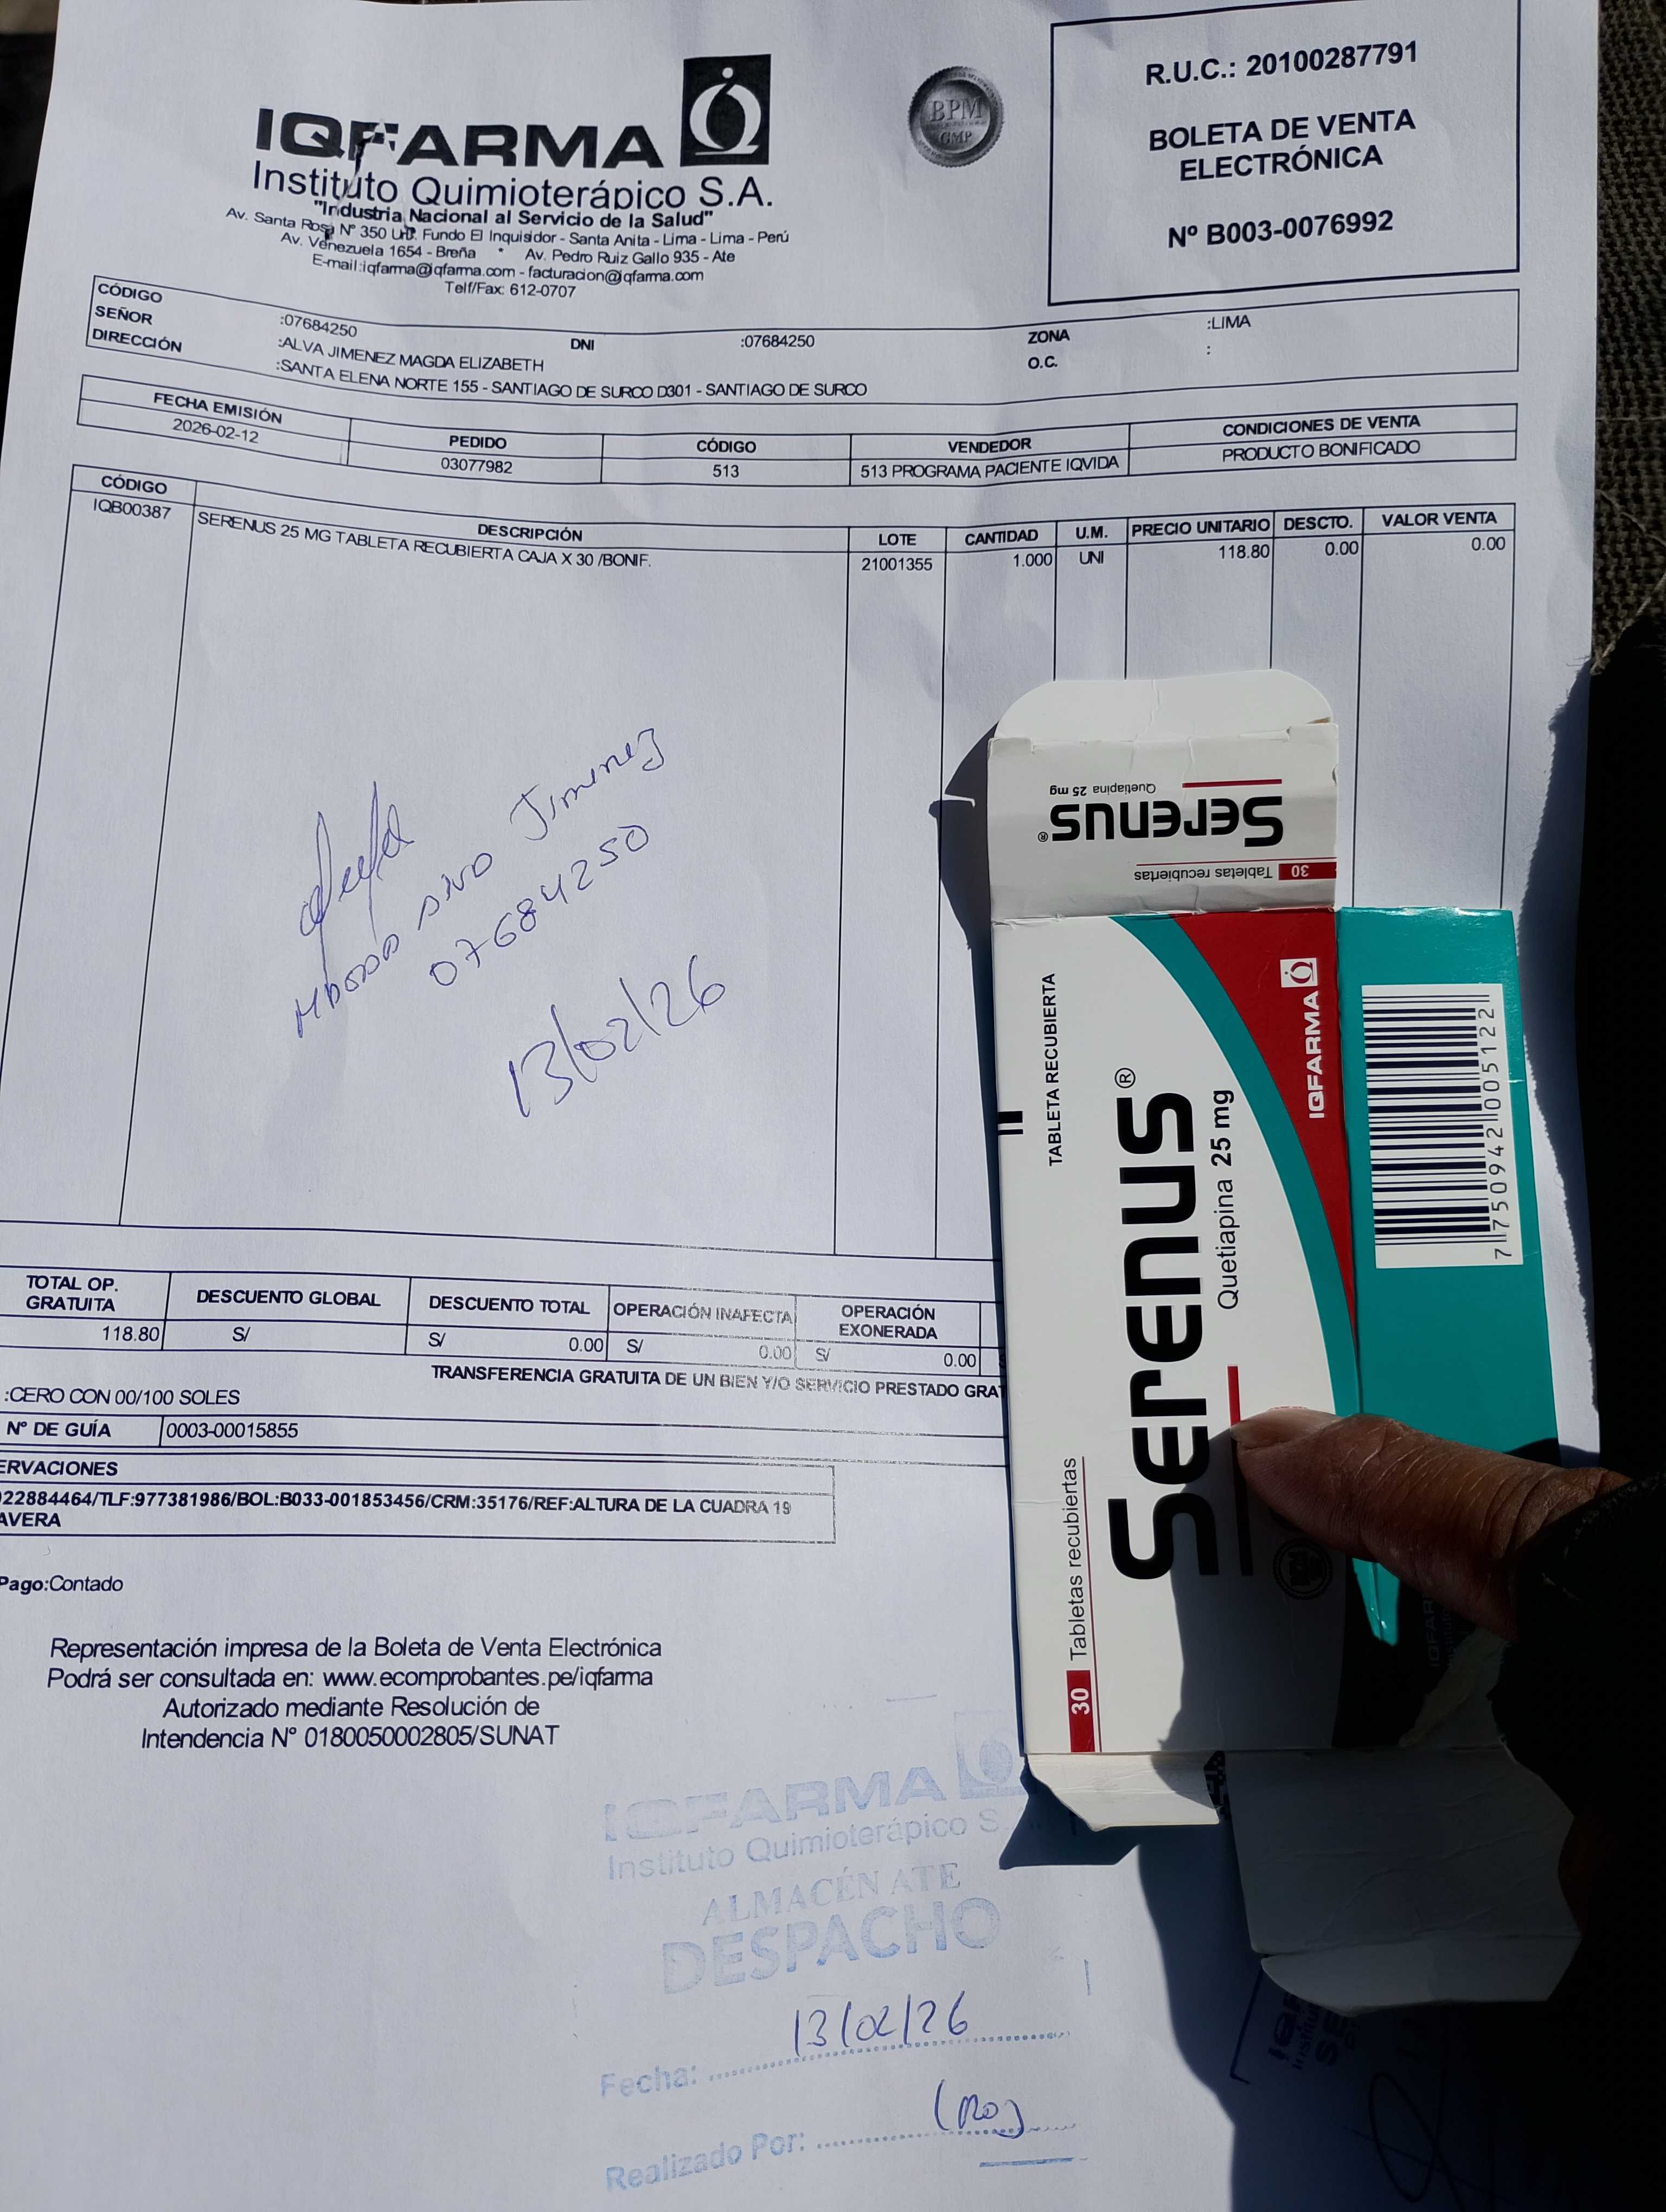 IQFARMA
Instituto Quimioterápico S.A.
"Industria Nacional al Servicio de la Salud"
Av. Santa Rosa Nº 350 Urb. Fundo El Inquisidor - Santa Anita - Lima - Lima - Perú
Av. Venezuela 1654 - Breña * Av. Pedro Ruiz Gallo 935 - Ate
E-mail:iqfarma@iqfarma.com - facturacion@iqfarma.com
Telf/Fax: 612-0707
BPM
GMP
R.U.C.: 20100287791
BOLETA DE VENTA
ELECTRÓNICA
Nº B003-0076992
CÓDIGO :07684250 DNI :07684250 ZONA :LIMA
SEÑOR :ALVA JIMENEZ MAGDA ELIZABETH O.C. :
DIRECCIÓN :SANTA ELENA NORTE 155 - SANTIAGO DE SURCO D301 - SANTIAGO DE SURCO
FECHA EMISIÓN PEDIDO CÓDIGO VENDEDOR CONDICIONES DE VENTA
2026-02-12 03077982 513 513 PROGRAMA PACIENTE IQVIDA PRODUCTO BONIFICADO
CÓDIGO DESCRIPCIÓN LOTE CANTIDAD U.M. PRECIO UNITARIO DESCTO. VALOR VENTA
IQB00387 SERENUS 25 MG TABLETA RECUBIERTA CAJA X 30 /BONIF. 21001355 1.000 UNI 118.80 0.00 0.00
Jimenez
07684250
13/02/26
TOTAL OP. GRATUITA DESCUENTO GLOBAL DESCUENTO TOTAL OPERACIÓN INAFECTA OPERACIÓN EXONERADA
118.80 S/ S/ 0.00 S/ 0.00 S/ 0.00
TRANSFERENCIA GRATUITA DE UN BIEN Y/O SERVICIO PRESTADO GRA
:CERO CON 00/100 SOLES
Nº DE GUÍA 0003-00015855
ERVACIONES
022884464/TLF:977381986/BOL:B033-001853456/CRM:35176/REF:ALTURA DE LA CUADRA 19
AVERA
Pago:Contado
Representación impresa de la Boleta de Venta Electrónica
Podrá ser consultada en: www.ecomprobantes.pe/iqfarma
Autorizado mediante Resolución de
Intendencia Nº 0180050002805/SUNAT
IQFARMA
Instituto Quimioterápico S.
ALMACÉN ATE
DESPACHO
Fecha: 13/02/26
Realizado Por:
30 Tabletas recubiertas
Serenus®
Quetiapina 25 mg
TABLETA RECUBIERTA
30 Tabletas recubiertas
Serenus®
Quetiapina 25 mg
IQFARMA
7 750942 005122